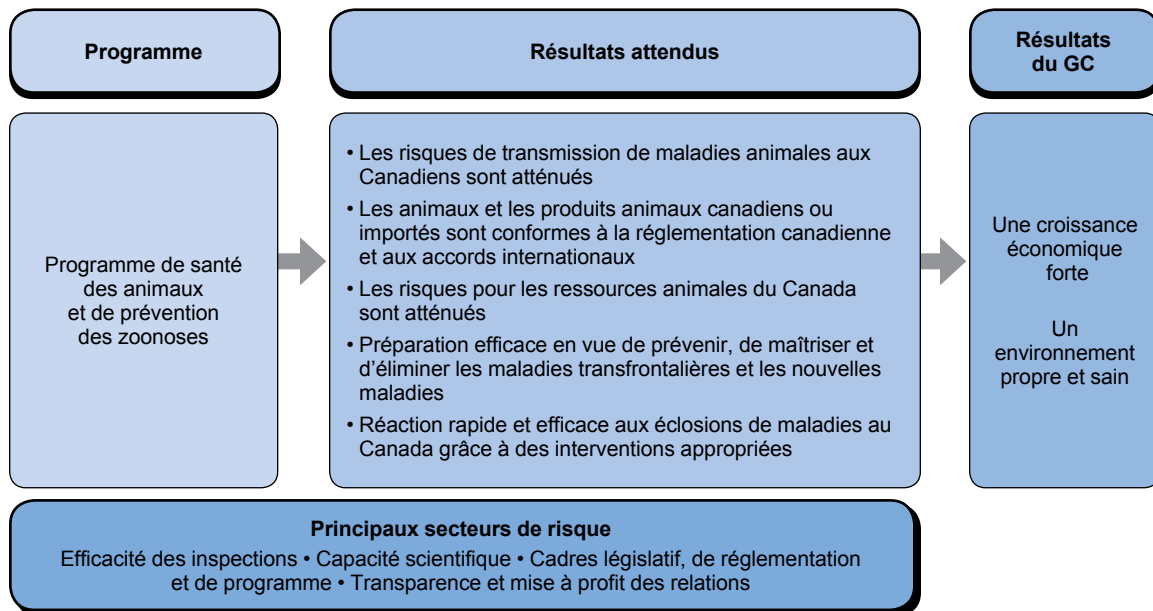 Programme
Résultats attendus
Résultats
du GC
Programme de santé
des animaux
et de prévention
des zoonoses
• Les risques de transmission de maladies animales aux
Canadiens sont atténués
• Les animaux et les produits animaux canadiens ou
importés sont conformes à la réglementation canadienne
et aux accords internationaux
• Les risques pour les ressources animales du Canada
sont atténués
• Préparation efficace en vue de prévenir, de maîtriser et
d'éliminer les maladies transfrontalières et les nouvelles
maladies
• Réaction rapide et efficace aux éclosions de maladies au
Canada grâce à des interventions appropriées
Une croissance
économique
forte
Un
environnement
propre et sain
Principaux secteurs de risque
Efficacité des inspections • Capacité scientifique • Cadres législatif, de réglementation
et de programme • Transparence et mise à profit des relations